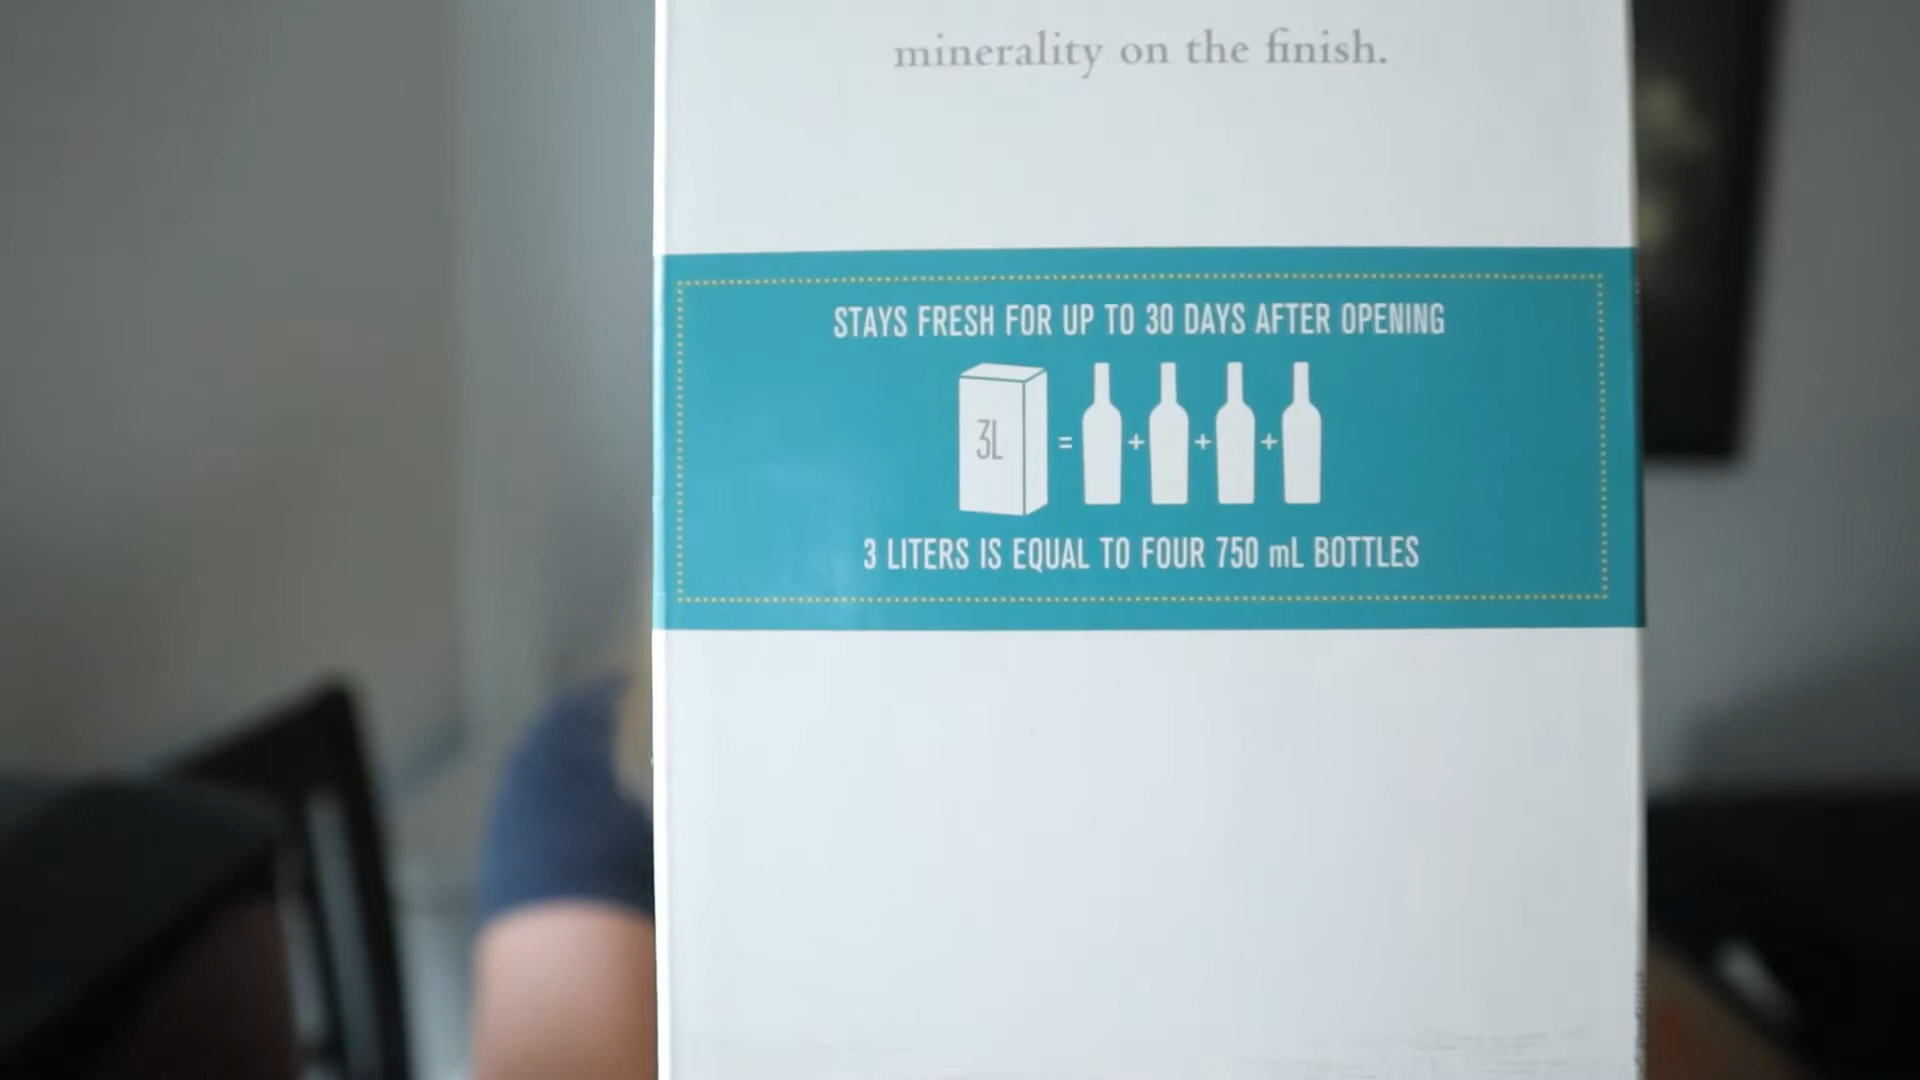 minerality on the finish.
STAYS FRESH FOR UP TO 30 DAYS AFTER OPENING
3L = + + +
3 LITERS IS EQUAL TO FOUR 750 mL BOTTLES